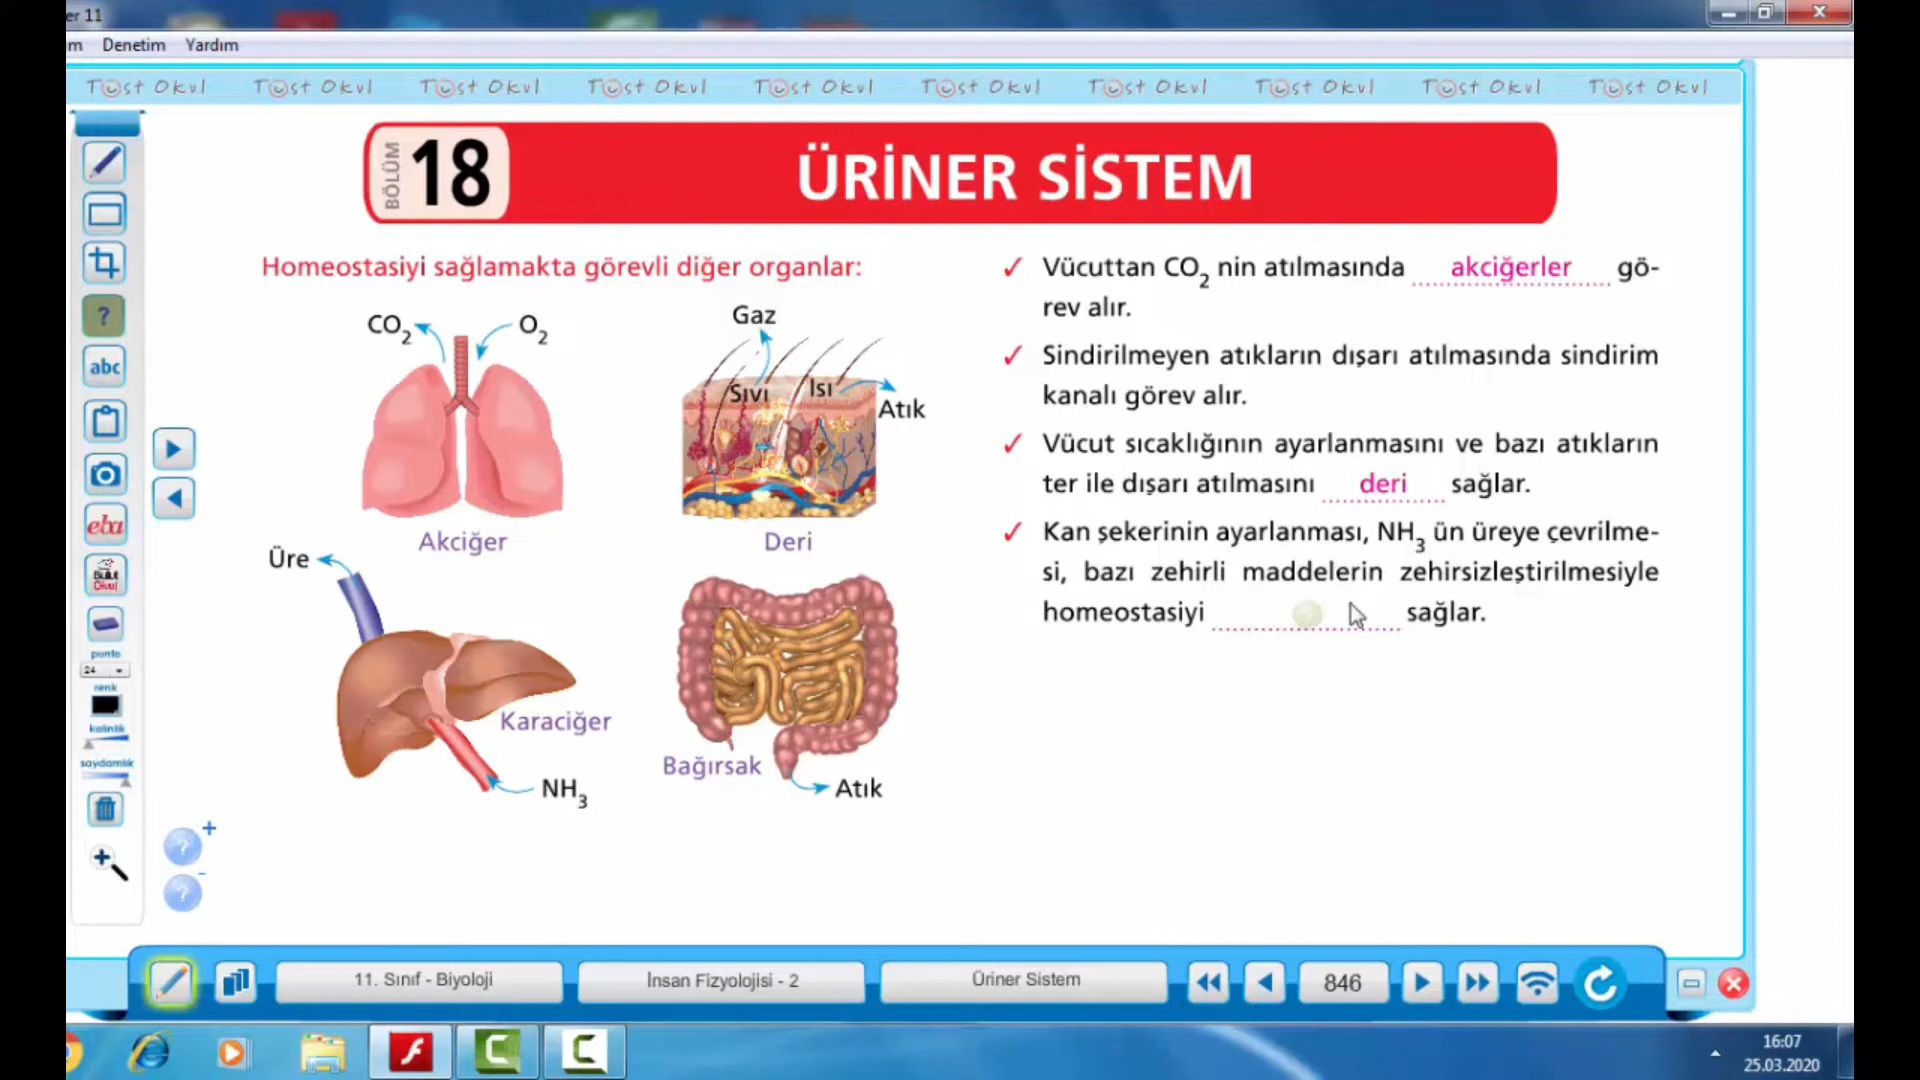 er 11
m Denetim Yardım
Test Okul Test Okul Test Okul Test Okul Test Okul Test Okul Test Okul Test Okul Test Okul Test Okul
BÖLÜM 18 ÜRİNER SİSTEM
Homeostasiyi sağlamakta görevli diğer organlar:
CO2 O2
Akciğer
Gaz
Sıvı Isı
Atık
Deri
Üre
Karaciğer
NH3
Bağırsak
Atık
✓ Vücuttan CO2 nin atılmasında akciğerler gö-
rev alır.
✓ Sindirilmeyen atıkların dışarı atılmasında sindirim
kanalı görev alır.
✓ Vücut sıcaklığının ayarlanmasını ve bazı atıkların
ter ile dışarı atılmasını deri sağlar.
✓ Kan şekerinin ayarlanması, NH3 ün üreye çevrilme-
si, bazı zehirli maddelerin zehirsizleştirilmesiyle
homeostasiyi sağlar.
?
abc
eba
Bulut
Okul
punto
24
renk
kalınlık
saydamlık
? +
? -
11. Sınıf - Biyoloji
İnsan Fizyolojisi - 2
Üriner Sistem
846
16:07
25.03.2020